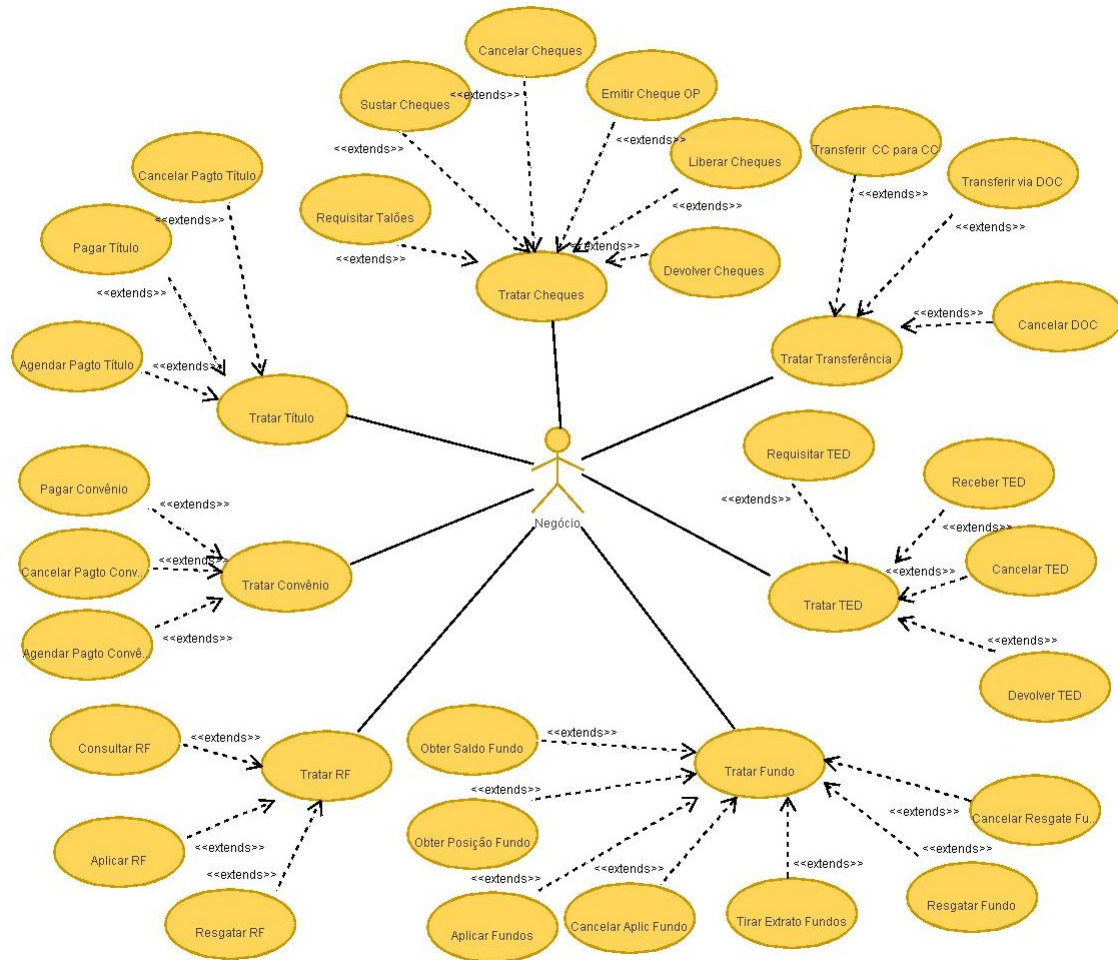 Cancelar Cheques
Sustar Cheques
<<extends>>
Emitir Cheque OP
<<extends>>
<<extends>>
Liberar Cheques
Requisitar Talões
<<extends>>
<<extends>>
<<extends>>
Devolver Cheques
Tratar Cheques
Transferir CC para CC
<<extends>>
Transferir via DOC
<<extends>>
<<extends>>
Cancelar DOC
Tratar Transferência
Cancelar Pagto Título
<<extends>>
Pagar Título
<<extends>>
Agendar Pagto Título
<<extends>>
Tratar Título
Negócio
Requisitar TED
<<extends>>
Receber TED
<<extends>>
<<extends>>
Cancelar TED
Tratar TED
<<extends>>
Devolver TED
Pagar Convênio
<<extends>>
Cancelar Pagto Conv...
<<extends>>
Tratar Convênio
Agendar Pagto Convê...
<<extends>>
Consultar RF
<<extends>>
Tratar RF
Aplicar RF
<<extends>>
<<extends>>
Resgatar RF
Obter Saldo Fundo
<<extends>>
Tratar Fundo
<<extends>>
Obter Posição Fundo
<<extends>>
Aplicar Fundos
<<extends>>
Cancelar Aplic Fundo
<<extends>>
Tirar Extrato Fundos
<<extends>>
Cancelar Resgate Fu...
<<extends>>
Resgatar Fundo